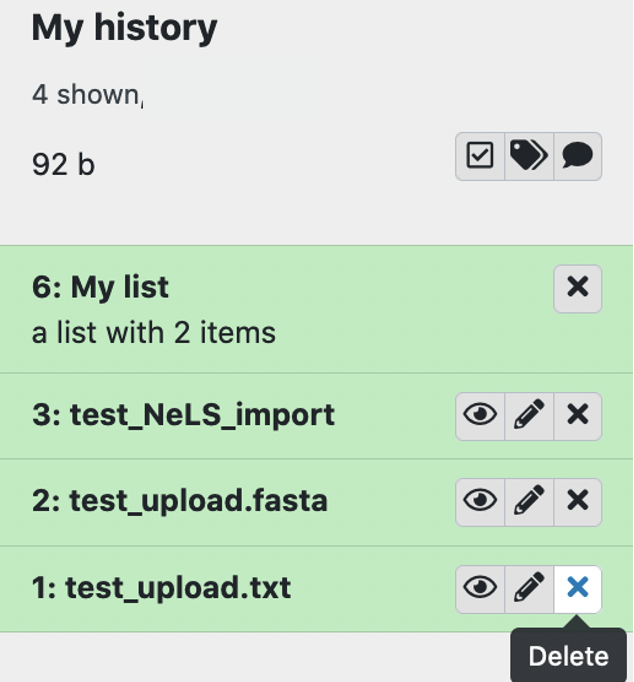 My history
4 shown,
92 b
6: My list
a list with 2 items
3: test_NeLS_import
2: test_upload.fasta
1: test_upload.txt
Delete